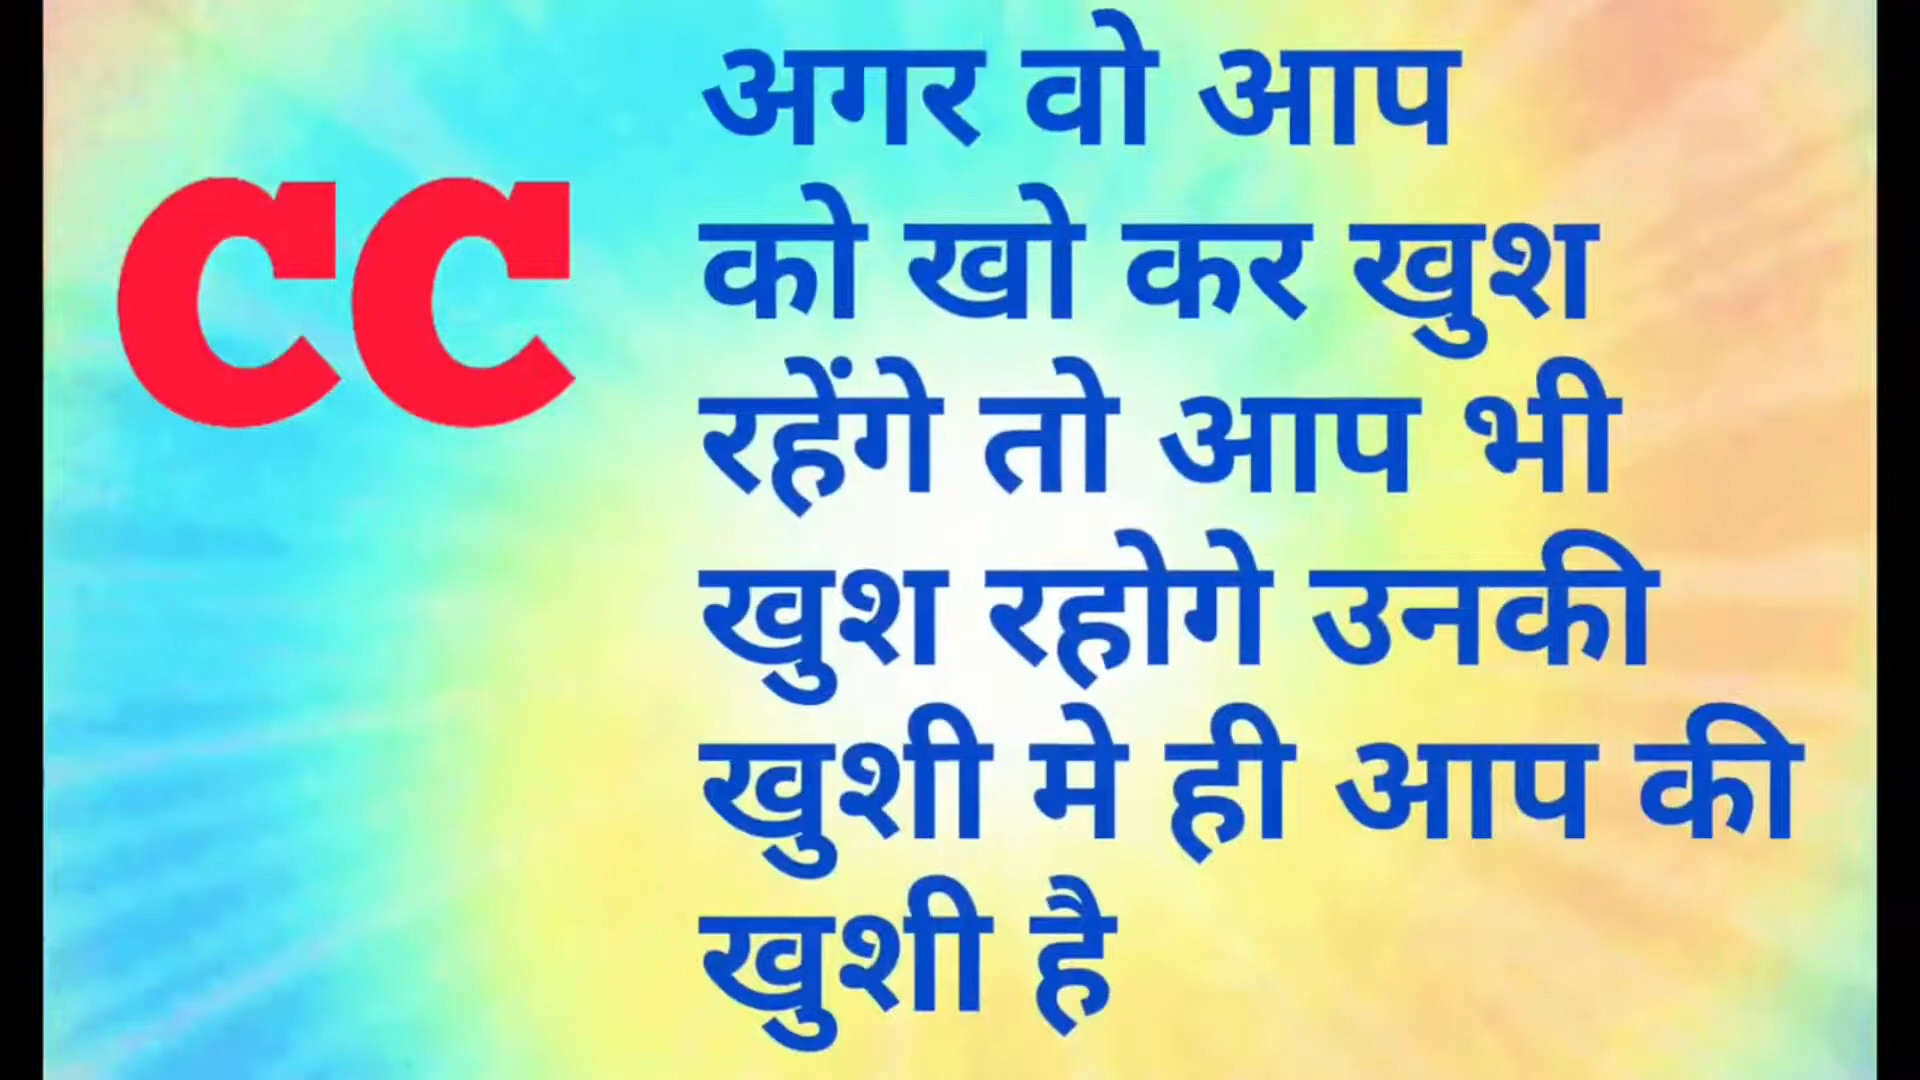 cc
अगर वो आप
को खो कर खुश
रहेंगे तो आप भी
खुश रहोगे उनकी
खुशी मे ही आप की
खुशी है